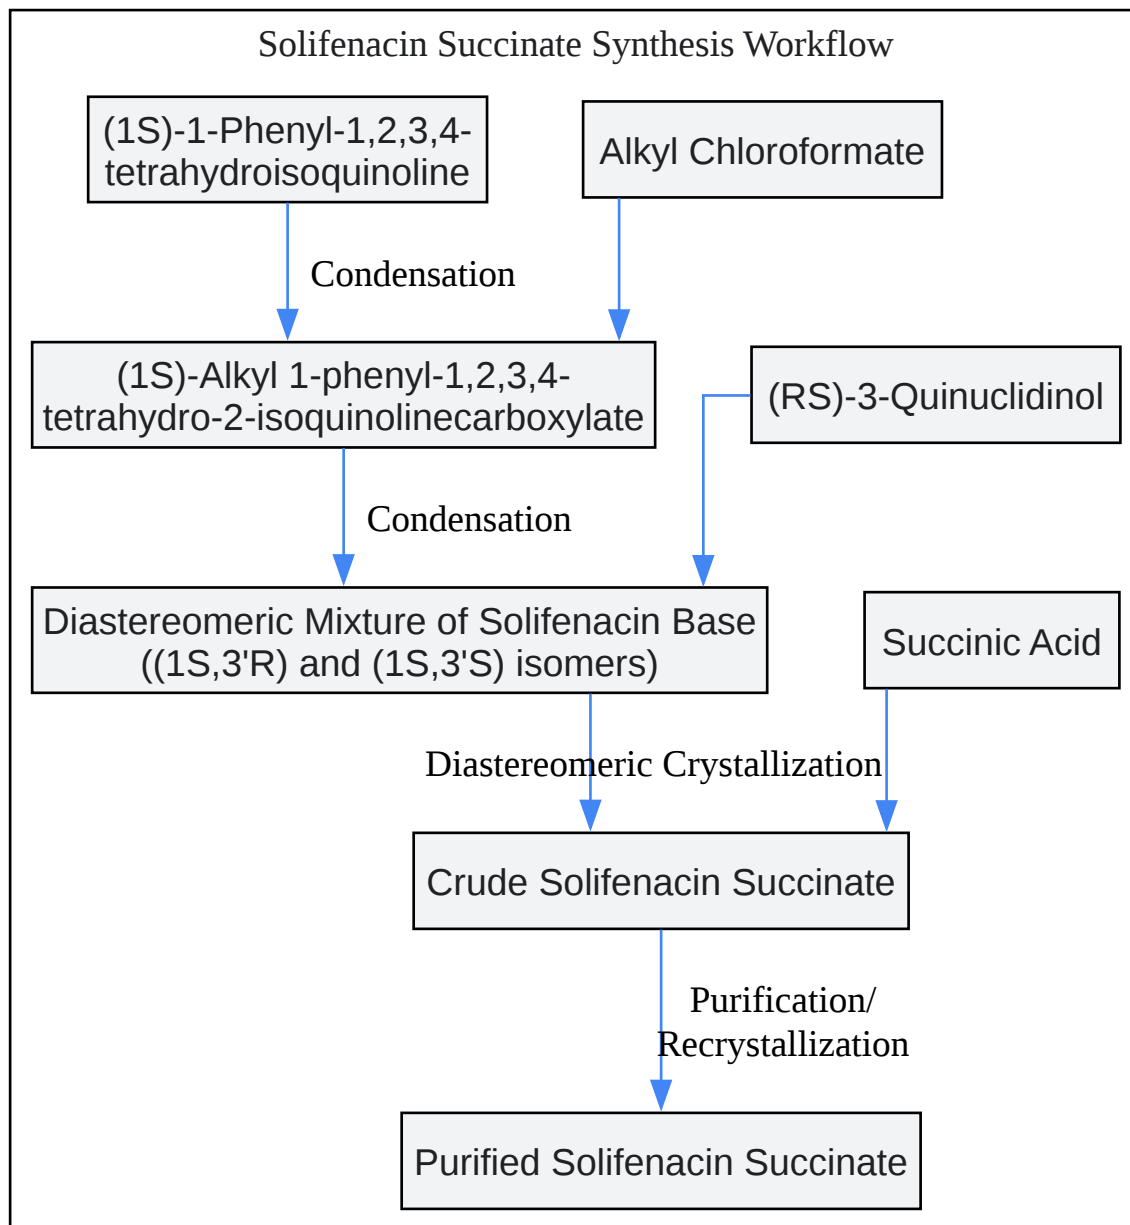 Solifenacin Succinate Synthesis Workflow
(1S)-1-Phenyl-1,2,3,4-
tetrahydroisoquinoline
Alkyl Chloroformate
Condensation
(1S)-Alkyl 1-phenyl-1,2,3,4-
tetrahydro-2-isoquinolinecarboxylate
(RS)-3-Quinuclidinol
Condensation
Diastereomeric Mixture of Solifenacin Base
((1S,3'R) and (1S,3'S) isomers)
Succinic Acid
Diastereomeric Crystallization
Crude Solifenacin Succinate
Purification/
Recrystallization
Purified Solifenacin Succinate